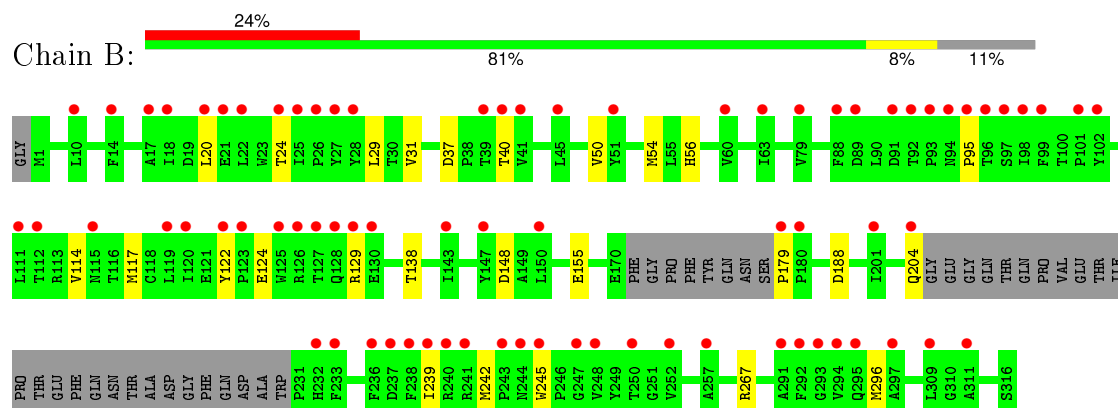 24%
Chain B:
81% 8% 11%
GLY M1 L10 F14 A17 I18 D19 L20 E21 L22 W23 T24 I25 P26 Y27 Y28 L29 T30 V31 D37 P38 T39 T40 V41 L45 V50 Y51 M54 L55 H56 V60 I63 V79 F88 D89 L90 D91 T92 P93 N94 P95 T96 S97 I98 F99 T100 P101 Y102
L111 T112 R113 V114 N115 T116 M117 C118 L119 I120 E121 Y122 P123 E124 W125 R126 T127 Q128 R129 E130 T138 I143 Y147 D148 A149 L150 E155 E170 PHE GLY PRO PHE TYR GLN ASN SER P179 P180 D188 I201 Q204 GLY GLU GLY GLN THR GLN PRO VAL GLU THR ILE
PRO THR GLU PHE GLN ASN THR THR ALA ASP GLY PHE GLN ASP ALA TRP P231 H232 F233 F236 D237 F238 I239 R240 R241 M242 P243 N244 W245 P246 G247 V248 Y249 T250 G251 V252 A257 R267 A291 F292 G293 V294 Q295 M296 A297 L309 G310 A311 S316